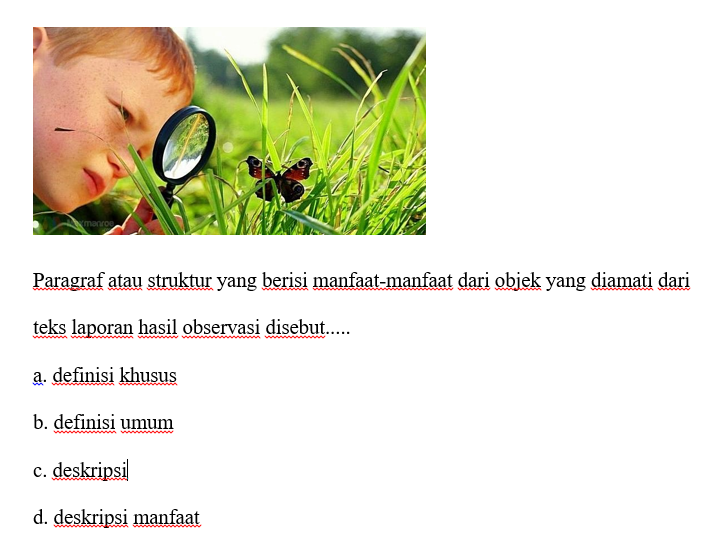 Paragraf atau struktur yang berisi manfaat-manfaat dari objek yang diamati dari
teks laporan hasil observasi disebut.....
a. definisi khusus
b. definisi umum
c. deskripsi
d. deskripsi manfaat